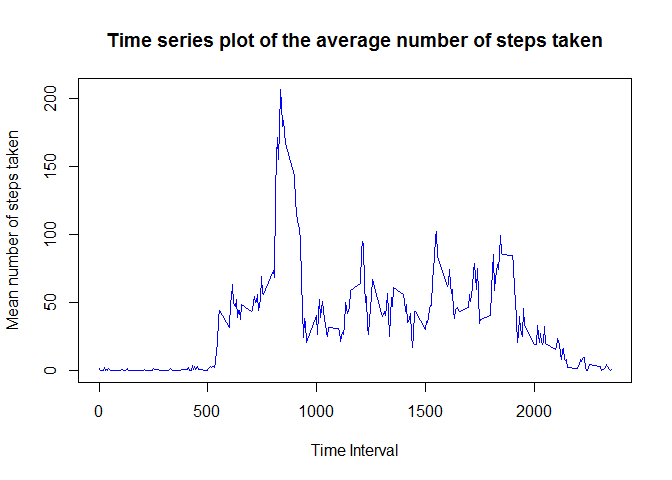 Time series plot of the average number of steps taken
Mean number of steps taken
200
150
100
50
0
0 500 1000 1500 2000
Time Interval